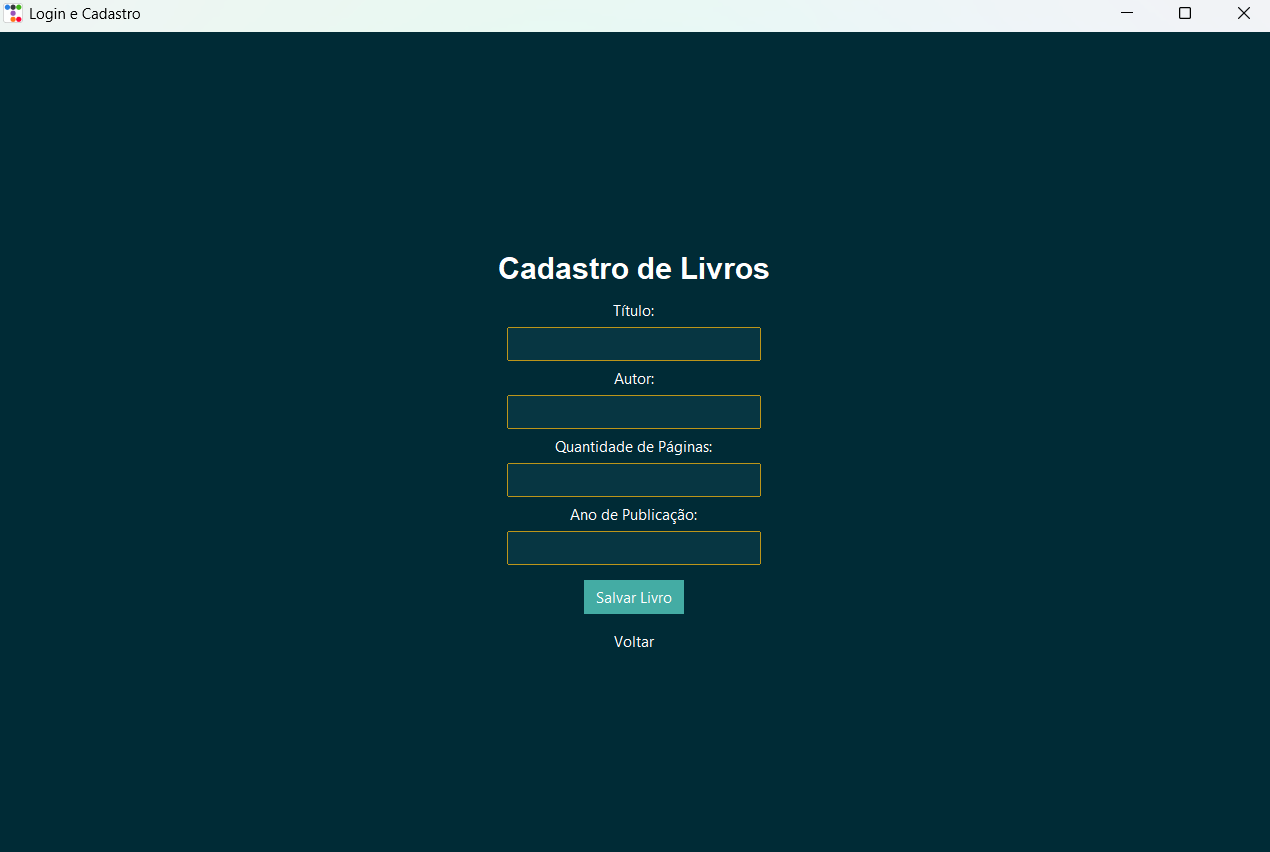 Login e Cadastro
Cadastro de Livros
Título:
Autor:
Quantidade de Páginas:
Ano de Publicação:
Salvar Livro
Voltar